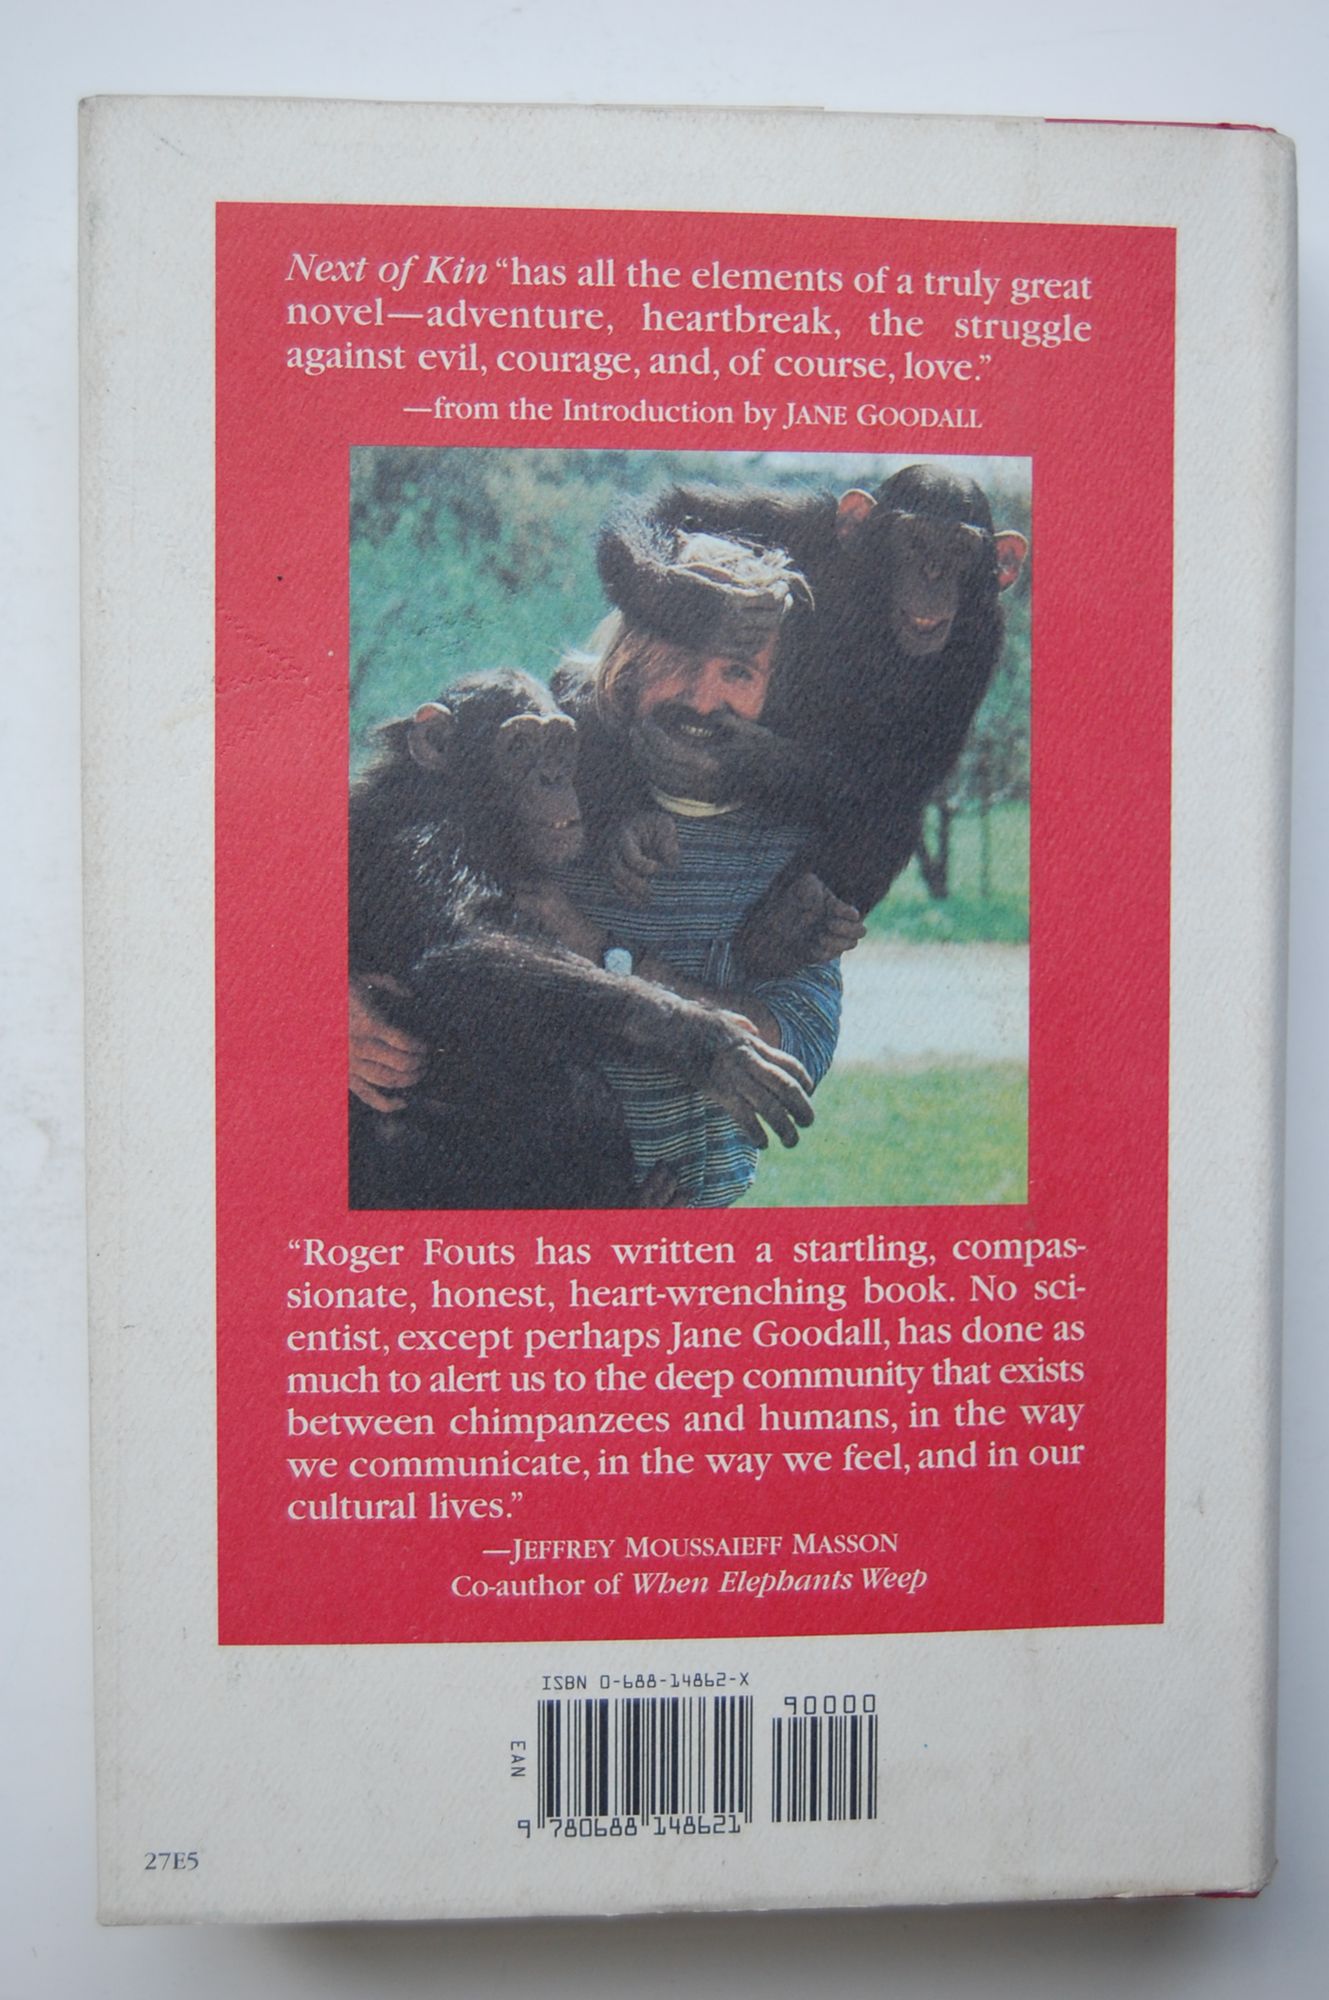 Next of Kin “has all the elements of a truly great
novel—adventure, heartbreak, the struggle
against evil, courage, and, of course, love.”
—from the Introduction by JANE GOODALL
“Roger Fouts has written a startling, compas-
sionate, honest, heart-wrenching book. No sci-
entist, except perhaps Jane Goodall, has done as
much to alert us to the deep community that exists
between chimpanzees and humans, in the way
we communicate, in the way we feel, and in our
cultural lives.”
—JEFFREY MOUSSAIEFF MASSON
Co-author of When Elephants Weep
ISBN 0-688-14862-X
90000
EAN
9 780688 148621
27E5